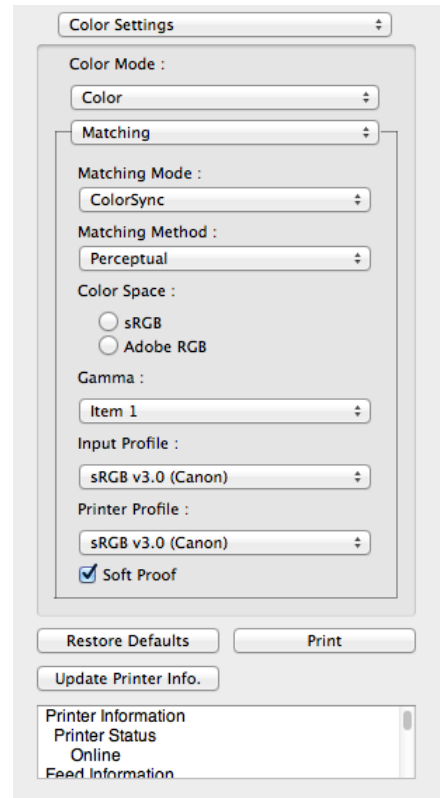 Color Settings
Color Mode :
Color
Matching
Matching Mode :
ColorSync
Matching Method :
Perceptual
Color Space :
sRGB
Adobe RGB
Gamma :
Item 1
Input Profile :
sRGB v3.0 (Canon)
Printer Profile :
sRGB v3.0 (Canon)
Soft Proof
Restore Defaults Print
Update Printer Info.
Printer Information
Printer Status
Online
Feed Information